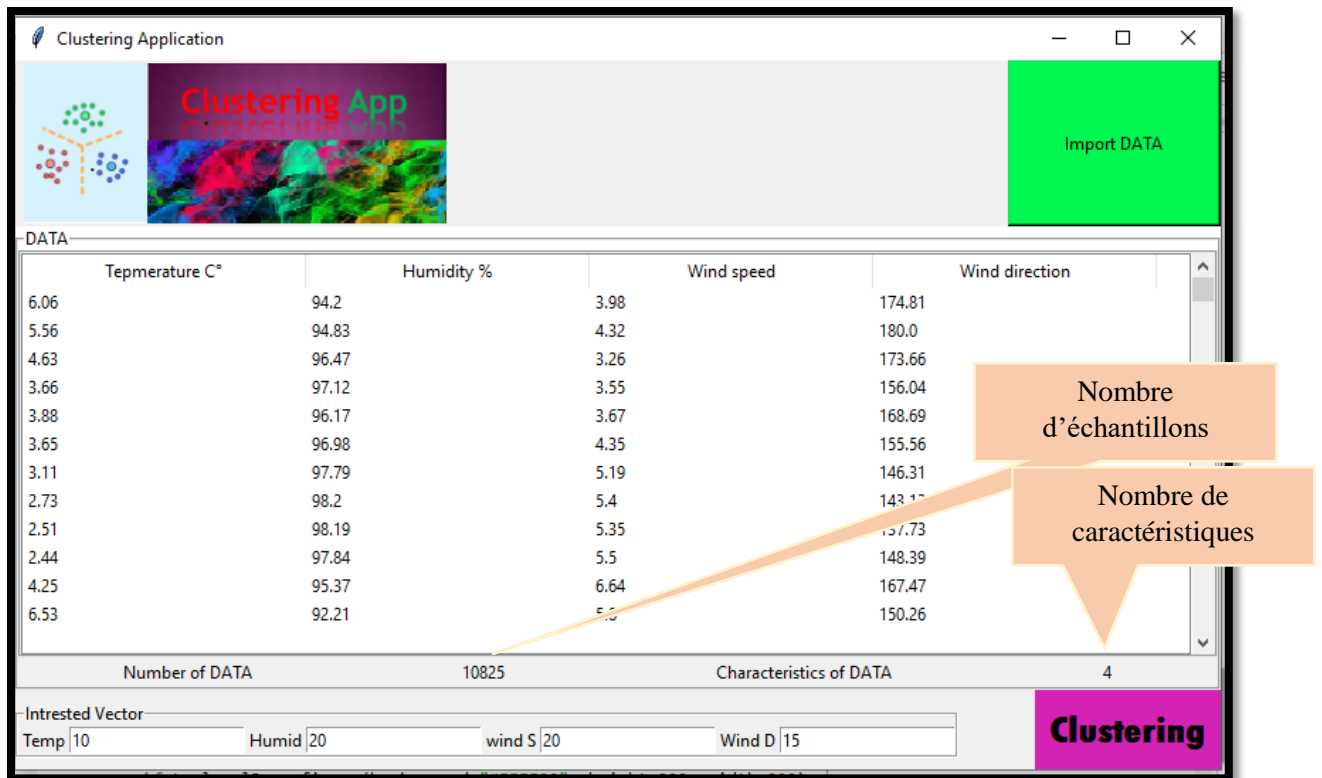 Clustering Application
Clustering App
Import DATA
DATA
Tepmerature C° Humidity % Wind speed Wind direction
6.06 94.2 3.98 174.81
5.56 94.83 4.32 180.0
4.63 96.47 3.26 173.66
3.66 97.12 3.55 156.04
3.88 96.17 3.67 168.69
3.65 96.98 4.35 155.56
3.11 97.79 5.19 146.31
2.73 98.2 5.4
2.51 98.19 5.35 137.73
2.44 97.84 5.5 148.39
4.25 95.37 6.64 167.47
6.53 92.21 150.26
Nombre
d’échantillons
Nombre de
caractéristiques
Number of DATA 10825 Characteristics of DATA 4
Intrested Vector
Temp 10 Humid 20 wind S 20 Wind D 15
Clustering